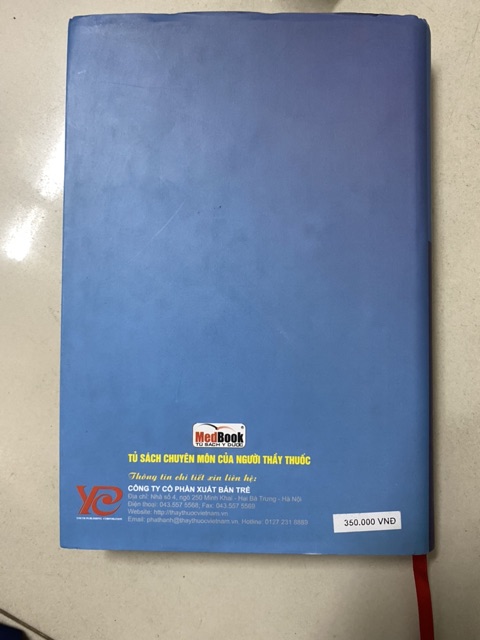 MedBook
TỦ SÁCH Y DƯỢC
TỦ SÁCH CHUYÊN MÔN CỦA NGƯỜI THẦY THUỐC
Thông tin chi tiết xin liên hệ:
CÔNG TY CỔ PHẦN XUẤT BẢN TRẺ
Địa chỉ: Nhà số 4, ngõ 250 Minh Khai - Hai Bà Trưng - Hà Nội
Điện thoại: 043.557 9568; Fax: 043.557 5569
Website: http://thaythuocvietnam.vn
Email: phathanh@thaythuocvietnam.vn, Hotline: 0127 231
350.000 VNĐ